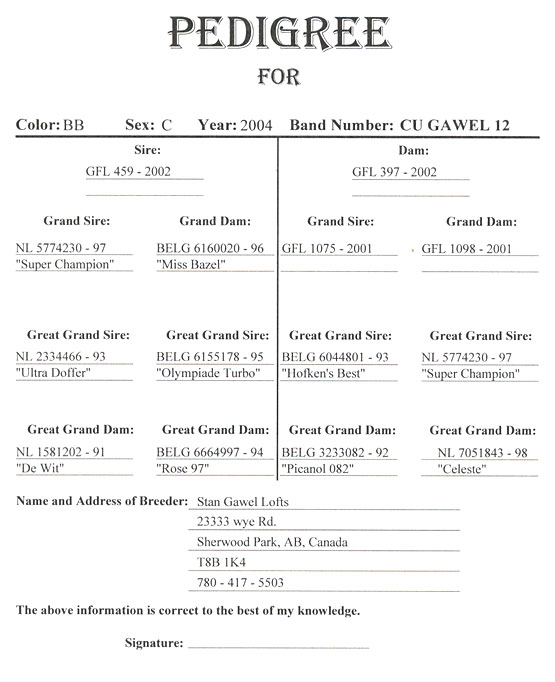 PEDIGREE
FOR
Color: BB Sex: C Year: 2004 Band Number: CU GAWEL 12
Sire: Dam:
GFL 459 - 2002 GFL 397 - 2002
Grand Sire: Grand Dam: Grand Sire: Grand Dam:
NL 5774230 - 97 BELG 6160020 - 96 GFL 1075 - 2001 GFL 1098 - 2001
"Super Champion" "Miss Bazel"
Great Grand Sire: Great Grand Sire: Great Grand Sire: Great Grand Sire:
NL 2334466 - 93 BELG 6155178 - 95 BELG 6044801 - 93 NL 5774230 - 97
"Ultra Doffer" "Olympiade Turbo" "Hofken's Best" "Super Champion"
Great Grand Dam: Great Grand Dam: Great Grand Dam: Great Grand Dam:
NL 1581202 - 91 BELG 6664997 - 94 BELG 3233082 - 92 NL 7051843 - 98
"De Wit" "Rose 97" "Picanol 082" "Celeste"
Name and Address of Breeder: Stan Gawel Lofts
23333 wye Rd.
Sherwood Park, AB, Canada
T8B 1K4
780 - 417 - 5503
The above information is correct to the best of my knowledge.
Signature: